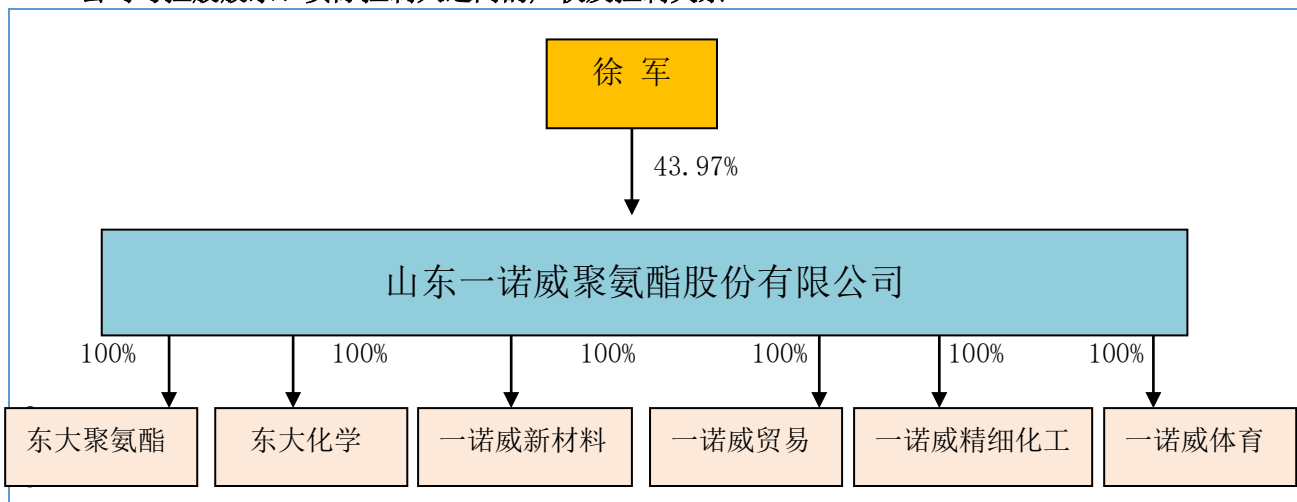 徐 军
43.97%
山东一诺威聚氨酯股份有限公司
100% 100% 100% 100% 100% 100%
东大聚氨酯 东大化学 一诺威新材料 一诺威贸易 一诺威精细化工 一诺威体育